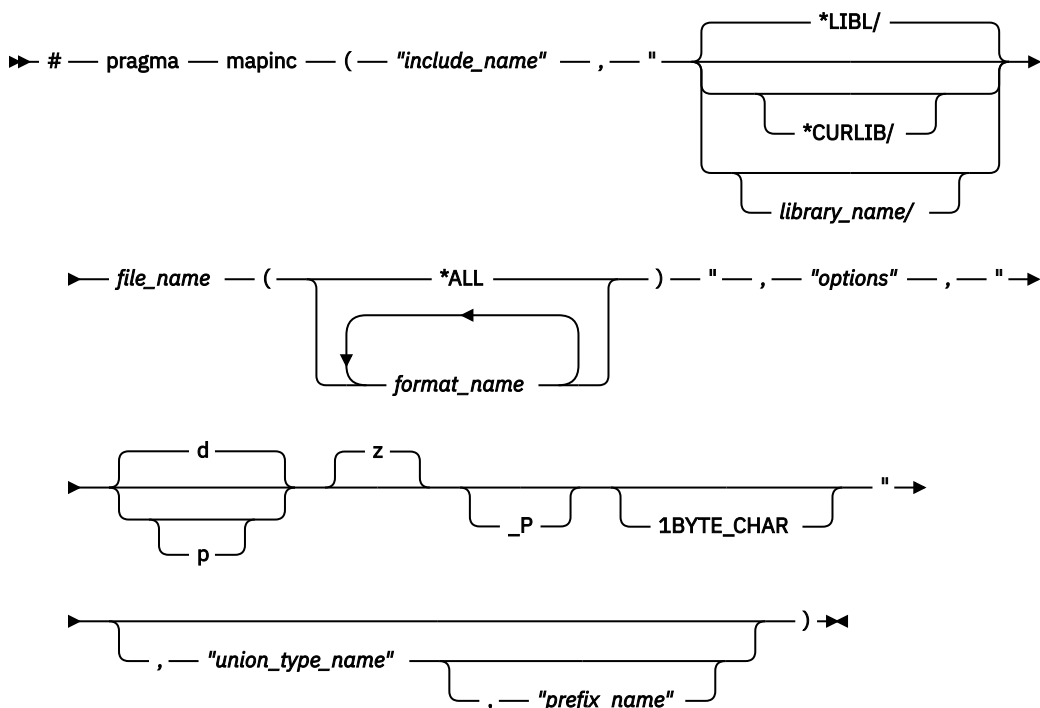 *LIBL/
# pragma mapinc ( "include_name" , "
*CURLIB/
library_name/
file_name ( *ALL ) " , "options" , "
format_name
d z
_P 1BYTE_CHAR "
p
)
, "union_type_name"
, "prefix_name"